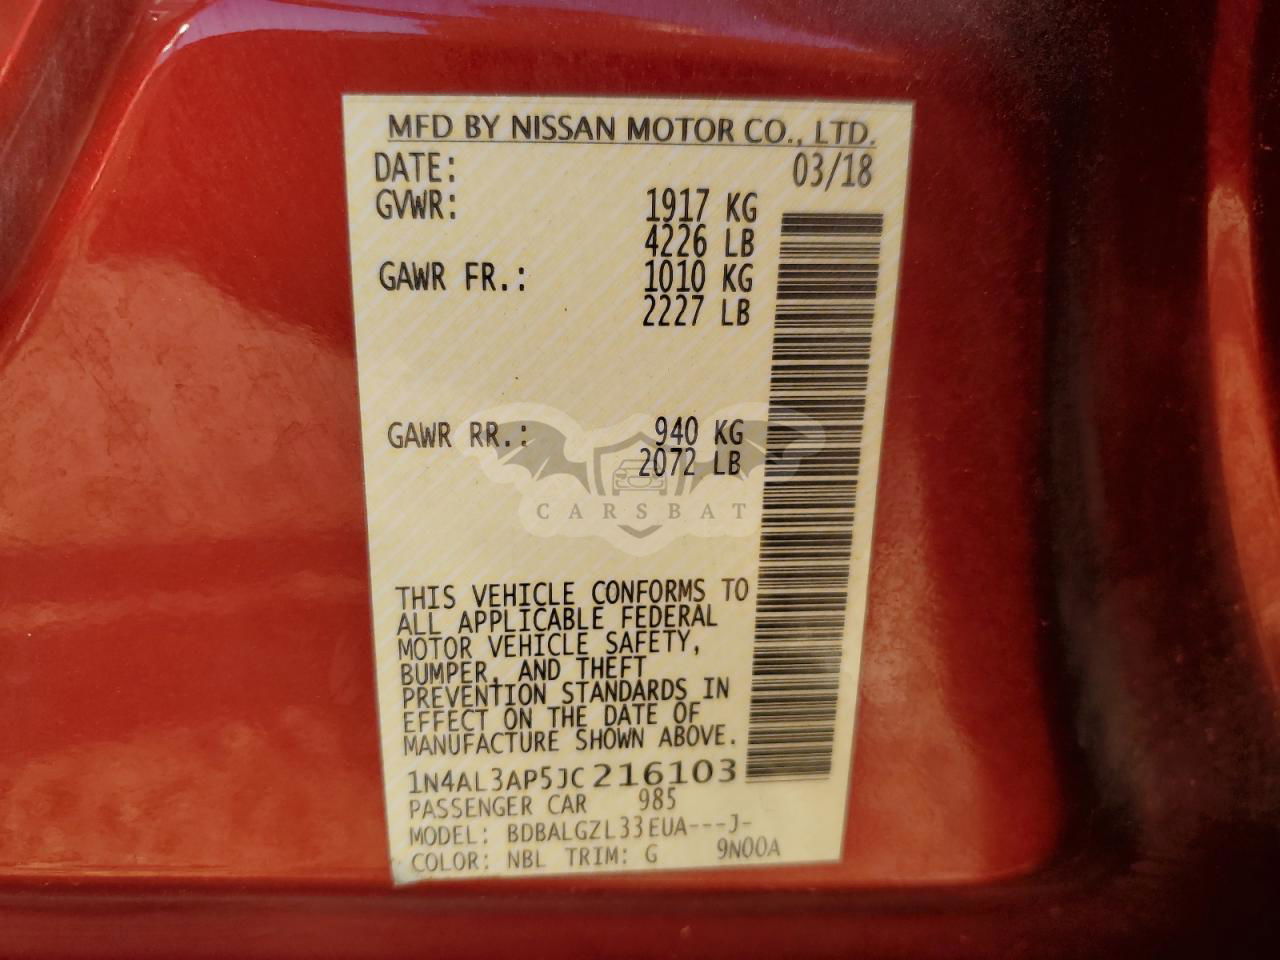 MFD BY NISSAN MOTOR CO., LTD.
DATE: 03/18
GVWR: 1917 KG
4226 LB
GAWR FR.: 1010 KG
2227 LB
GAWR RR.: 940 KG
2072 LB
CARSBAT
THIS VEHICLE CONFORMS TO
ALL APPLICABLE FEDERAL
MOTOR VEHICLE SAFETY,
BUMPER, AND THEFT
PREVENTION STANDARDS IN
EFFECT ON THE DATE OF
MANUFACTURE SHOWN ABOVE.
1N4AL3AP5JC216103
PASSENGER CAR 985
MODEL: BDBALGZL33EUA---J-
COLOR: NBL TRIM: G 9N00A